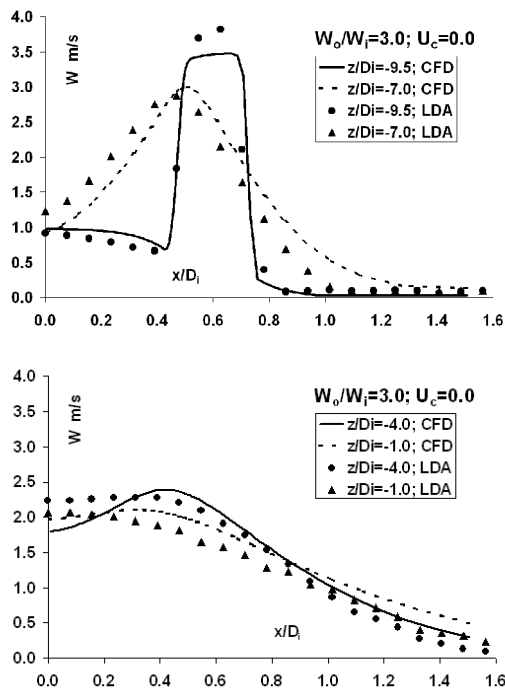 4.0
W m/s
3.5
3.0
2.5
2.0
1.5
1.0
0.5
0.0
W₀/Wᵢ=3.0; U꜀=0.0
z/Di=-9.5; CFD
z/Di=-7.0; CFD
z/Di=-9.5; LDA
z/Di=-7.0; LDA
x/Dᵢ
0.0 0.2 0.4 0.6 0.8 1.0 1.2 1.4 1.6
4.0
W m/s
3.5
3.0
2.5
2.0
1.5
1.0
0.5
0.0
Wₒ/Wᵢ=3.0; U꜀=0.0
z/Di=-4.0; CFD
z/Di=-1.0; CFD
z/Di=-4.0; LDA
z/Di=-1.0; LDA
x/Dᵢ
0.0 0.2 0.4 0.6 0.8 1.0 1.2 1.4 1.6